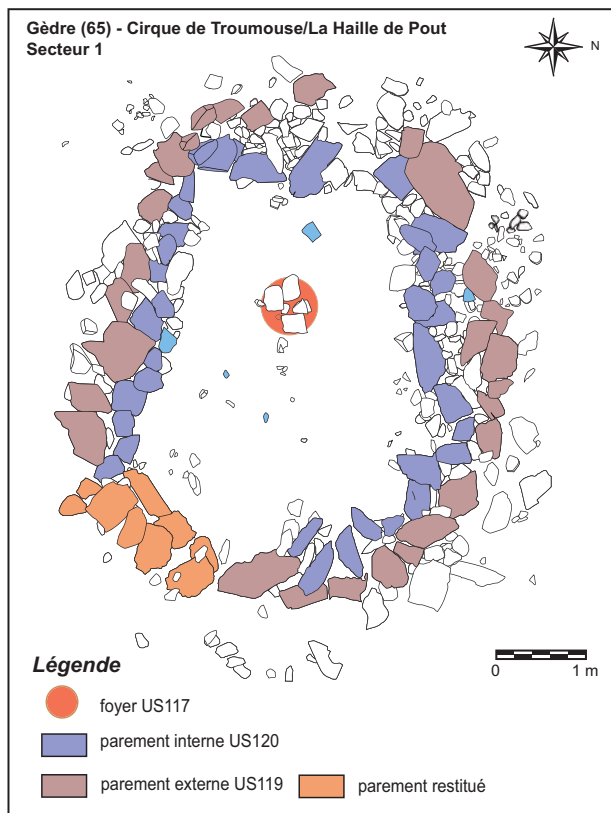 Gèdre (65) - Cirque de Troumouse/La Haille de Pout
Secteur 1
N
0 1 m
Légende
foyer US117
parement interne US120
parement externe US119 parement restitué